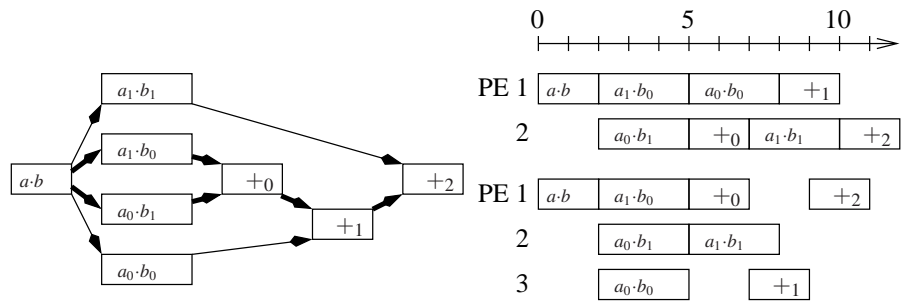 0 5 10
a·b
a₁·b₁
a₁·b₀
a₀·b₁
a₀·b₀
+₀
+₁
+₂
PE 1 a·b a₁·b₀ a₀·b₀ +₁
2 a₀·b₁ +₀ a₁·b₁ +₂
PE 1 a·b a₁·b₀ +₀ +₂
2 a₀·b₁ a₁·b₁
3 a₀·b₀ +₁